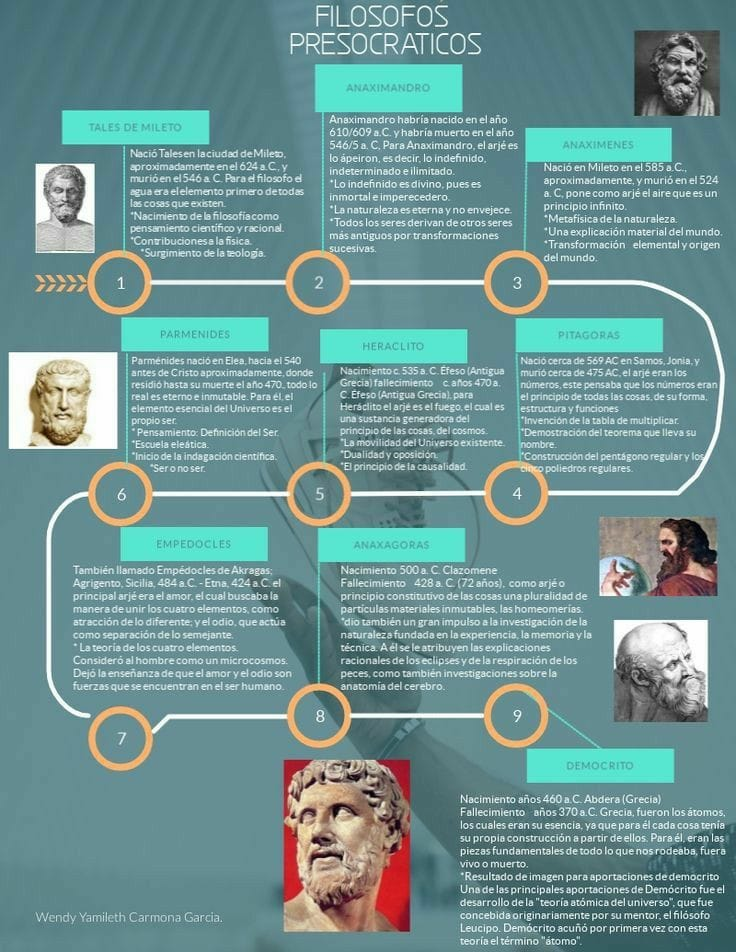 FILOSOFOS
PRESOCRATICOS
TALES DE MILETO
Nació Tales en la ciudad de Mileto,
aproximadamente en el 624 a.C., y
murió en el 546 a. C. Para el filosofo el
agua era el elemento primero de todas
las cosas que existen.
*Nacimiento de la filosofía como
pensamiento científico y racional.
*Contribuciones a la física.
*Surgimiento de la teología.
1
ANAXIMANDRO
Anaximandro habría nacido en el año
610/609 a.C. y habría muerto en el año
546/5 a. C, Para Anaximandro, el arjé es
lo ápeiron, es decir, lo indefinido,
indeterminado e ilimitado.
*Lo indefinido es divino, pues es
inmortal e imperecedero.
*La naturaleza es eterna y no envejece.
*Todos los seres derivan de otros seres
más antiguos por transformaciones
sucesivas.
2
ANAXIMENES
Nació en Mileto en el 585 a.C.,
aproximadamente, y murió en el 524
a. C, pone como arjé el aire que es un
principio infinito.
*Metafísica de la naturaleza.
*Una explicación material del mundo.
*Transformación elemental y origen
del mundo.
3
PITAGORAS
Nació cerca de 569 AC en Samos, Jonia, y
murió cerca de 475 AC, el arjé eran los
números, este pensaba que los números eran
el principio de todas las cosas, de su forma,
estructura y funciones
*Invención de la tabla de multiplicar.
*Demostración del teorema que lleva su
nombre.
*Construcción del pentágono regular y los
cinco poliedros regulares.
4
HERACLITO
Nacimiento c. 535 a. C. Éfeso (Antigua
Grecia) fallecimiento c. años 470 a.
C. Éfeso (Antigua Grecia), para
Heráclito el arjé es el fuego, el cual es
una sustancia generadora del
principio de las cosas, del cosmos.
*La movilidad del Universo existente.
*Dualidad y oposición.
*El principio de la causalidad.
5
PARMENIDES
Parménides nació en Elea, hacia el 540
antes de Cristo aproximadamente, donde
residió hasta su muerte el año 470, todo lo
real es eterno e inmutable. Para él, el
elemento esencial del Universo es el
propio ser.
* Pensamiento: Definición del Ser.
*Escuela eleática.
*Inicio de la indagación científica.
*Ser o no ser.
6
EMPEDOCLES
También llamado Empédocles de Akragas;
Agrigento, Sicilia, 484 a.C. - Etna, 424 a.C. el
principal arjé era el amor, el cual buscaba la
manera de unir los cuatro elementos, como
atracción de lo diferente; y el odio, que actúa
como separación de lo semejante.
* La teoría de los cuatro elementos.
Consideró al hombre como un microcosmos.
Dejó la enseñanza de que el amor y el odio son
fuerzas que se encuentran en el ser humano.
7
ANAXAGORAS
Nacimiento 500 a. C. Clazomene
Fallecimiento 428 a. C. (72 años), como arjé o
principio constitutivo de las cosas una pluralidad de
partículas materiales inmutables, las homeomerías.
*dio también un gran impulso a la investigación de la
naturaleza fundada en la experiencia, la memoria y la
técnica. A él se le atribuyen las explicaciones
racionales de los eclipses y de la respiración de los
peces, como también investigaciones sobre la
anatomía del cerebro.
8
9
DEMOCRITO
Nacimiento años 460 a.C. Abdera (Grecia)
Fallecimiento años 370 a.C. Grecia, fueron los átomos,
los cuales eran su esencia, ya que para él cada cosa tenía
su propia construcción a partir de ellos. Para él, eran las
piezas fundamentales de todo lo que nos rodeaba, fuera
vivo o muerto.
*Resultado de imagen para aportaciones de democrito
Una de las principales aportaciones de Demócrito fue el
desarrollo de la "teoría atómica del universo", que fue
concebida originariamente por su mentor, el filósofo
Leucipo. Demócrito acuñó por primera vez con esta
teoría el término "átomo".
Wendy Yamileth Carmona Garcia.